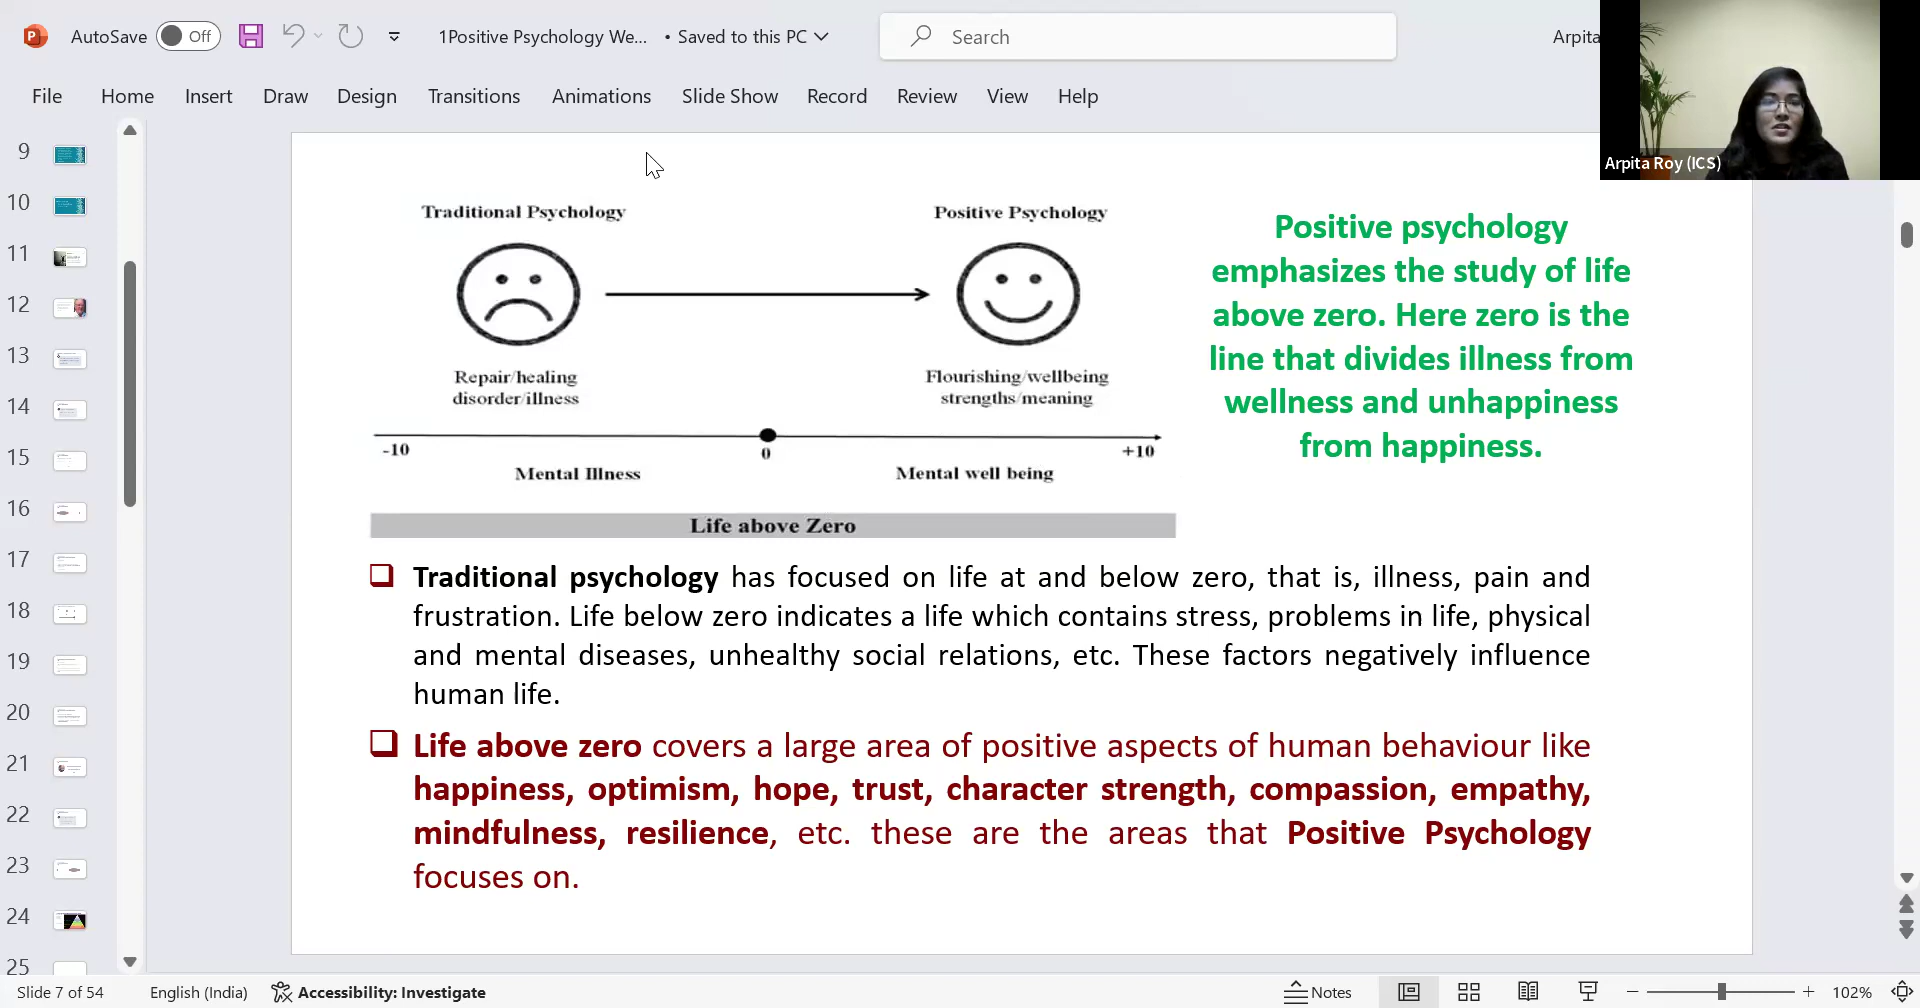 AutoSave Off 1Positive Psychology We... • Saved to this PC Search Arpita
File Home Insert Draw Design Transitions Animations Slide Show Record Review View Help
Arpita Roy (ICS)
9
10
11
12
13
14
15
16
17
18
19
20
21
22
23
24
25
Traditional Psychology
Positive Psychology
Repair/healing
disorder/illness
Flourishing/wellbeing
strengths/meaning
-10 0 +10
Mental Illness Mental well being
Life above Zero
Positive psychology
emphasizes the study of life
above zero. Here zero is the
line that divides illness from
wellness and unhappiness
from happiness.
Traditional psychology has focused on life at and below zero, that is, illness, pain and
frustration. Life below zero indicates a life which contains stress, problems in life, physical
and mental diseases, unhealthy social relations, etc. These factors negatively influence
human life.
Life above zero covers a large area of positive aspects of human behaviour like
happiness, optimism, hope, trust, character strength, compassion, empathy,
mindfulness, resilience, etc. these are the areas that Positive Psychology
focuses on.
Slide 7 of 54 English (India) Accessibility: Investigate Notes 102%